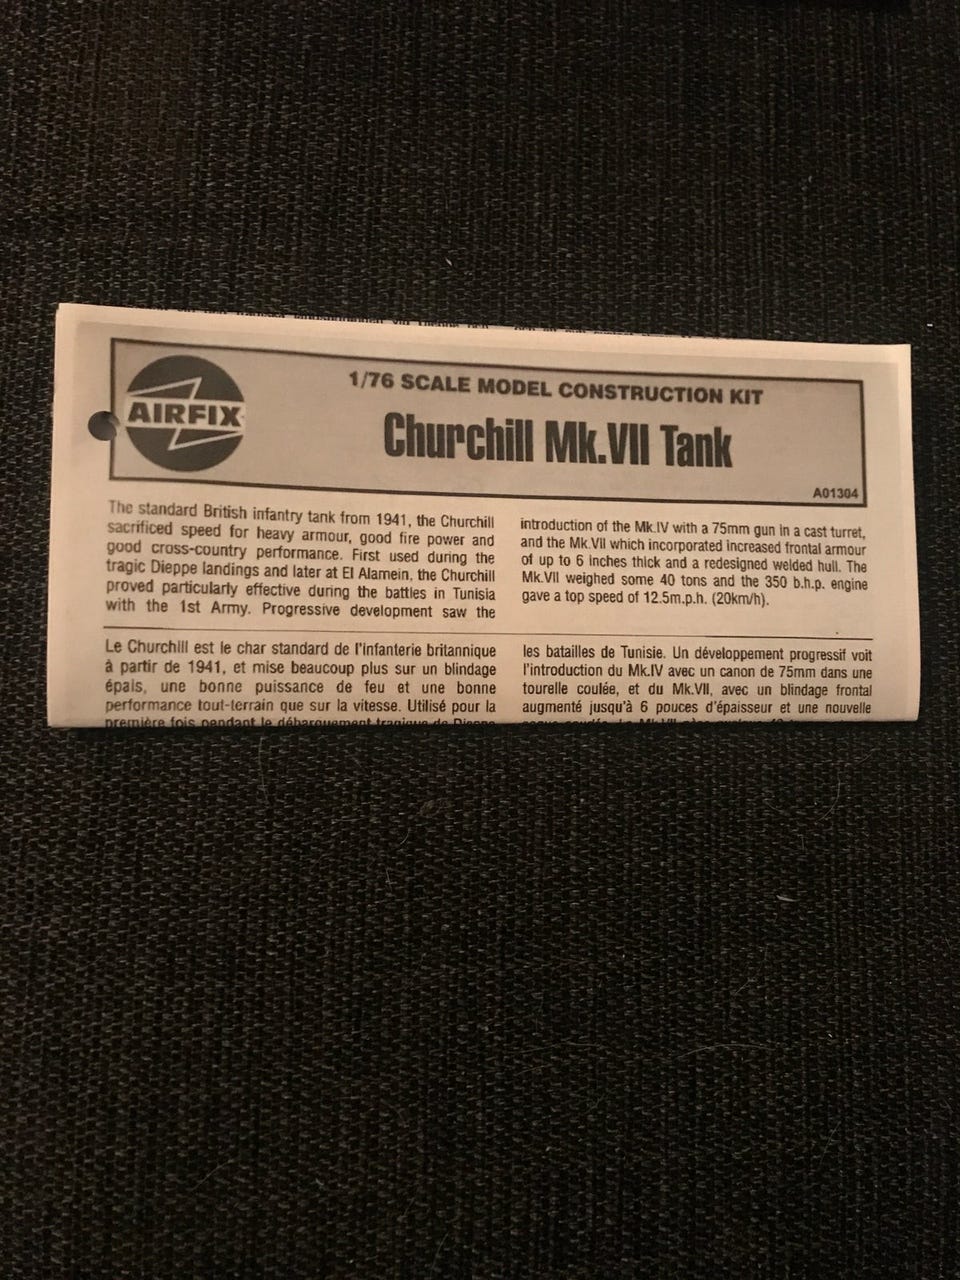 AIRFIX
1/76 SCALE MODEL CONSTRUCTION KIT
Churchill Mk.VII Tank
A01304
The standard British infantry tank from 1941, the Churchill
sacrificed speed for heavy armour, good fire power and
good cross-country performance. First used during the
tragic Dieppe landings and later at El Alamein, the Churchill
proved particularly effective during the battles in Tunisia
with the 1st Army. Progressive development saw the
introduction of the Mk.IV with a 75mm gun in a cast turret,
and the Mk.VII which incorporated increased frontal armour
of up to 6 inches thick and a redesigned welded hull. The
Mk.VII weighed some 40 tons and the 350 b.h.p. engine
gave a top speed of 12.5m.p.h. (20km/h).
Le Churchill est le char standard de l'infanterie britannique
à partir de 1941, et mise beaucoup plus sur un blindage
épais, une bonne puissance de feu et une bonne
performance tout-terrain que sur la vitesse. Utilisé pour la
première fois pendant le débarquement tragique de Dieppe
les batailles de Tunisie. Un développement progressif voit
l'introduction du Mk.IV avec un canon de 75mm dans une
tourelle coulée, et du Mk.VII, avec un blindage frontal
augmenté jusqu'à 6 pouces d'épaisseur et une nouvelle